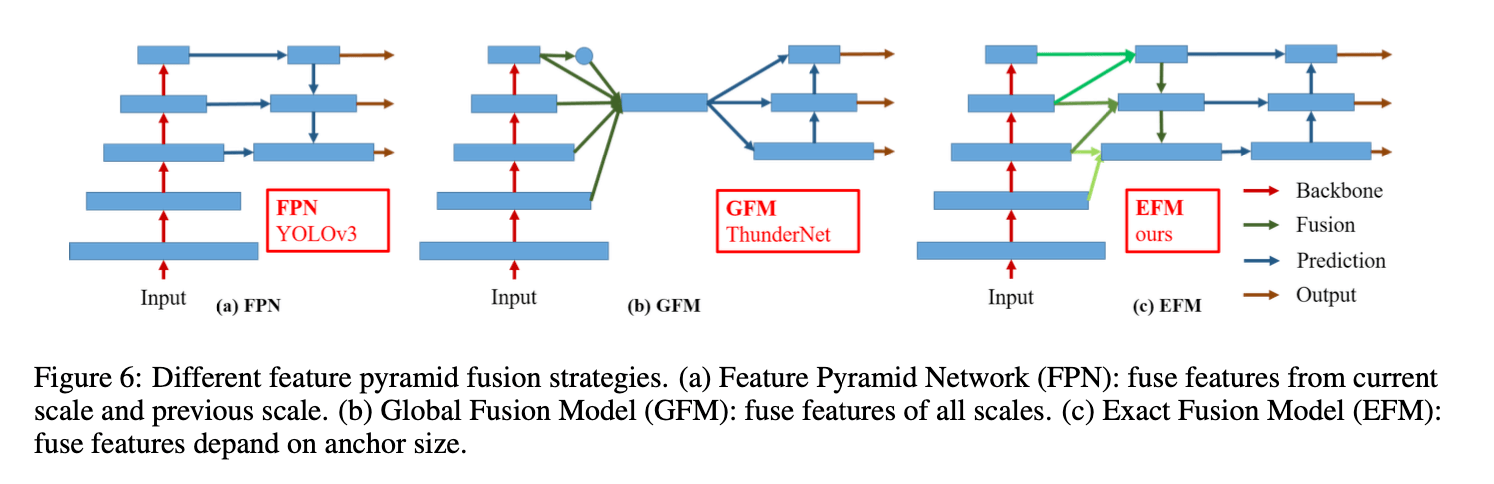 FPN
YOLOv3
Input
(a) FPN
GFM
ThunderNet
Input
(b) GFM
EFM
ours
Input
(c) EFM
Backbone
Fusion
Prediction
Output
Figure 6: Different feature pyramid fusion strategies. (a) Feature Pyramid Network (FPN): fuse features from current
scale and previous scale. (b) Global Fusion Model (GFM): fuse features of all scales. (c) Exact Fusion Model (EFM):
fuse features depand on anchor size.